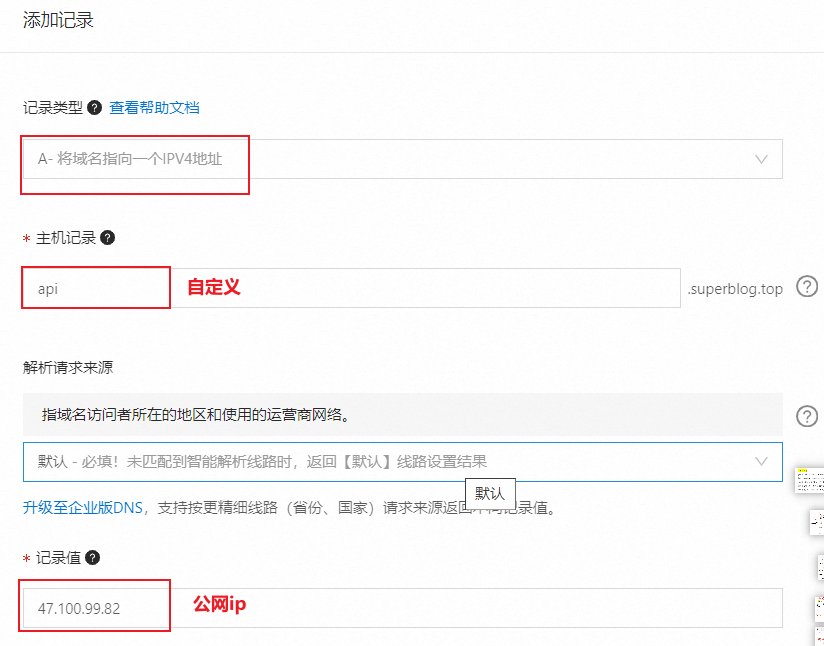 添加记录
记录类型 ? 查看帮助文档
A- 将域名指向一个IPV4地址
* 主机记录 ?
api 自定义 .superblog.top ?
解析请求来源
指域名访问者所在的地区和使用的运营商网络。 ?
默认 - 必填！未匹配到智能解析线路时，返回【默认】线路设置结果
默认
升级至企业版DNS，支持按更精细线路（省份、国家）请求来源返回不同记录值。
* 记录值 ?
47.100.99.82 公网ip